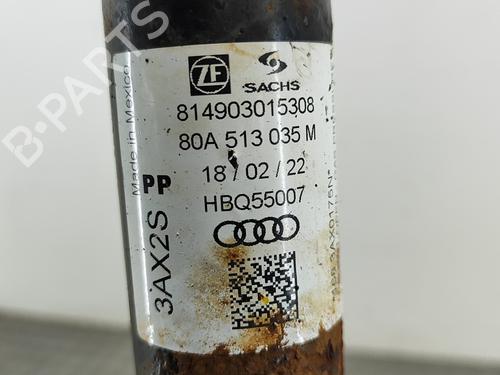 B-PARTS
ZF
SACHS
814903015308
80A 513 035 M
18 / 02 / 22
HBQ55007
Made in Mexico
PP
3AX2S